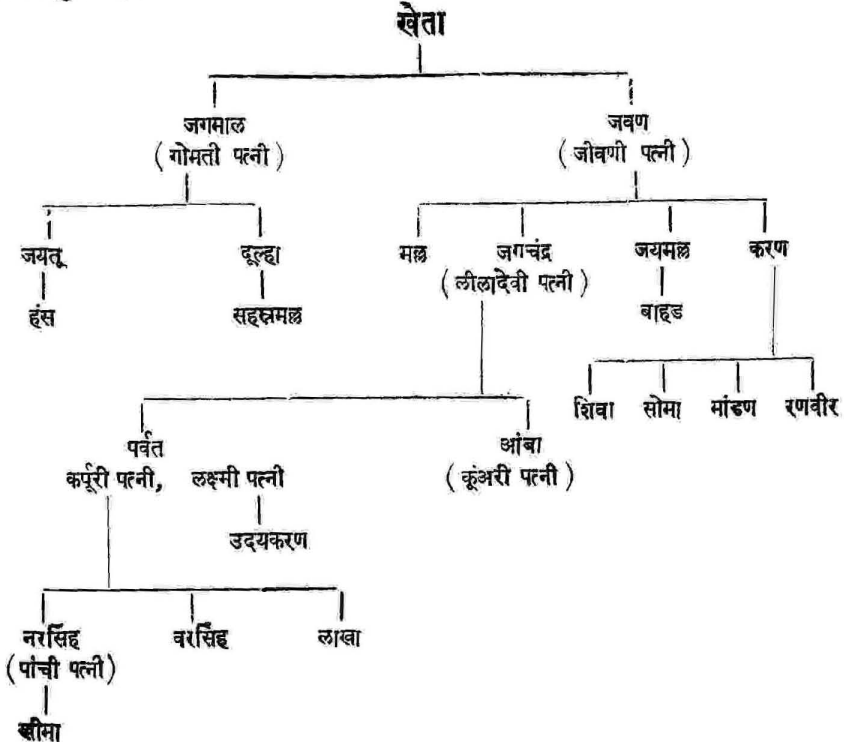 खेता
जगमाल जवण
( गोमती पत्नी ) ( जीवणी पत्नी )
जयतू दूल्हा मल्ल जगचंद्र जयमल्ल करण
( लीलादेवी पत्नी )
हंस सहस्रमल्ल बाहड
शिवा सोमा मांडण रणवीर
पर्वत आंबा
कर्पूरी पत्नी, लक्ष्मी पत्नी ( कूंअरी पत्नी )
उदयकरण
नरसिंह वरसिंह लाखा
( पांची पत्नी )
खीमा